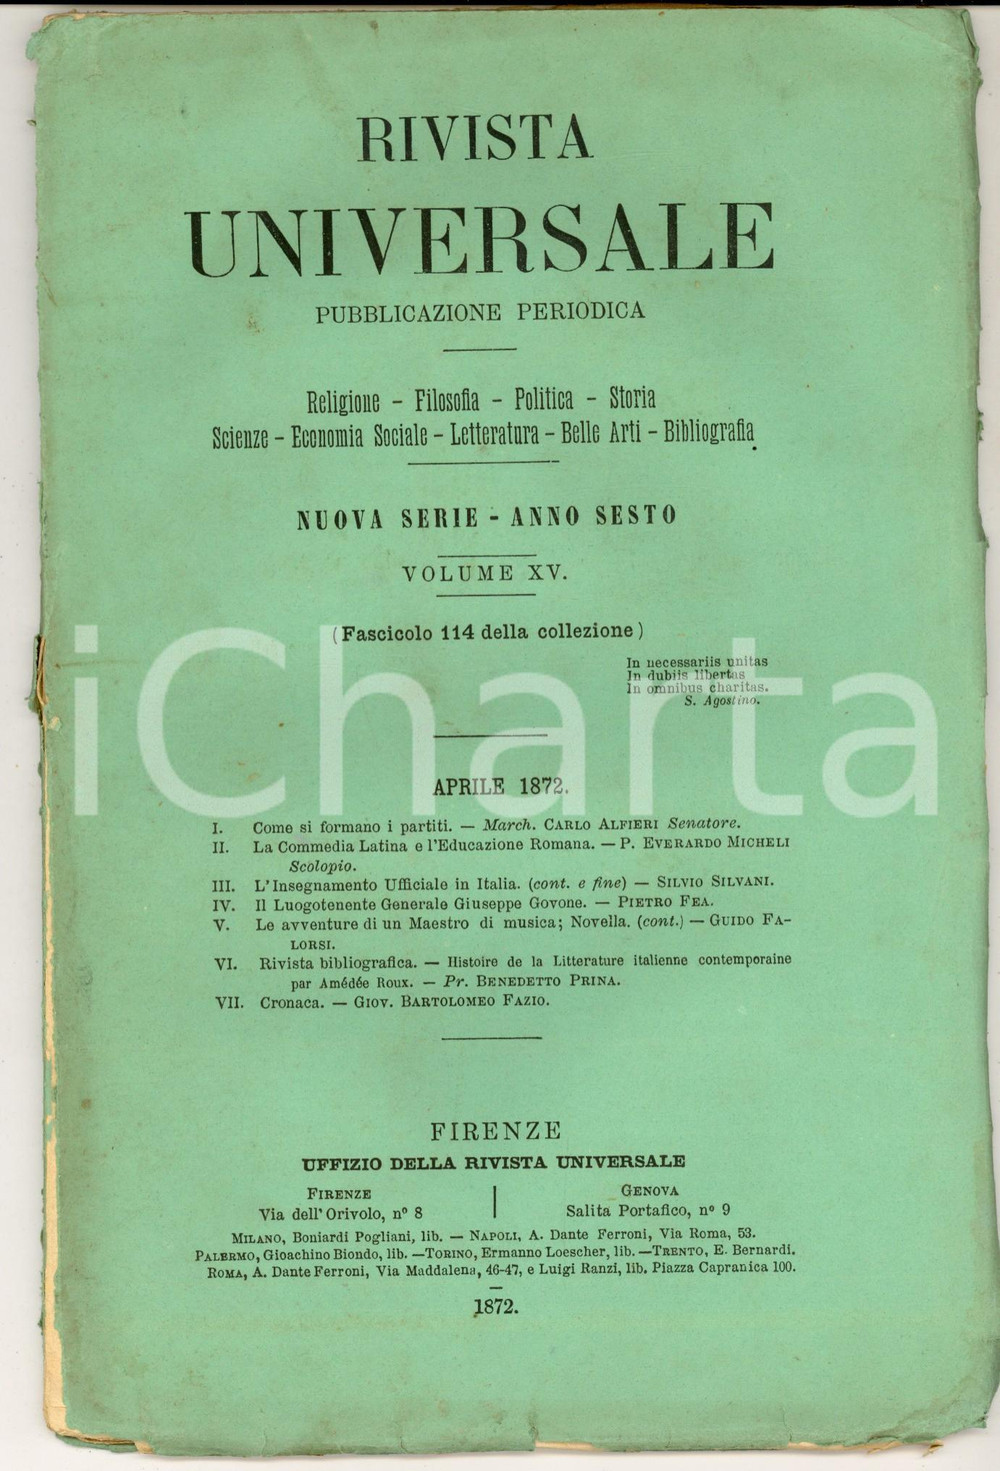 RIVISTA
UNIVERSALE
PUBBLICAZIONE PERIODICA
Religione - Filosofia - Politica - Storia
Scienze - Economia Sociale - Letteratura - Belle Arti - Bibliografia
NUOVA SERIE - ANNO SESTO
VOLUME XV.
(Fascicolo 114 della collezione)
In necessariis unitas
In dubiis libertas
In omnibus charitas.
S. Agostino.
iCharta
APRILE 1872.
I. Come si formano i partiti. — March. CARLO ALFIERI Senatore.
II. La Commedia Latina e l'Educazione Romana. — P. EVERARDO MICHELI
Scolopio.
III. L'Insegnamento Ufficiale in Italia. (cont. e fine) — SILVIO SILVANI.
IV. Il Luogotenente Generale Giuseppe Govone. — PIETRO FEA.
V. Le avventure di un Maestro di musica; Novella. (cont.) — GUIDO FA-
LORSI.
VI. Rivista bibliografica. — Histoire de la Litterature italienne contemporaine
par Amédée Roux. — Pr. BENEDETTO PRINA.
VII. Cronaca. — GIOV. BARTOLOMEO FAZIO.
FIRENZE
UFFIZIO DELLA RIVISTA UNIVERSALE
FIRENZE
Via dell'Orivolo, n° 8
GENOVA
Salita Portafico, n° 9
MILANO, Boniardi Pogliani, lib. — NAPOLI, A. Dante Ferroni, Via Roma, 53.
PALERMO, Gioachino Biondo, lib. —TORINO, Ermanno Loescher, lib. —TRENTO, E. Bernardi.
ROMA, A. Dante Ferroni, Via Maddalena, 46-47, e Luigi Ranzi, lib. Piazza Capranica 100.
1872.